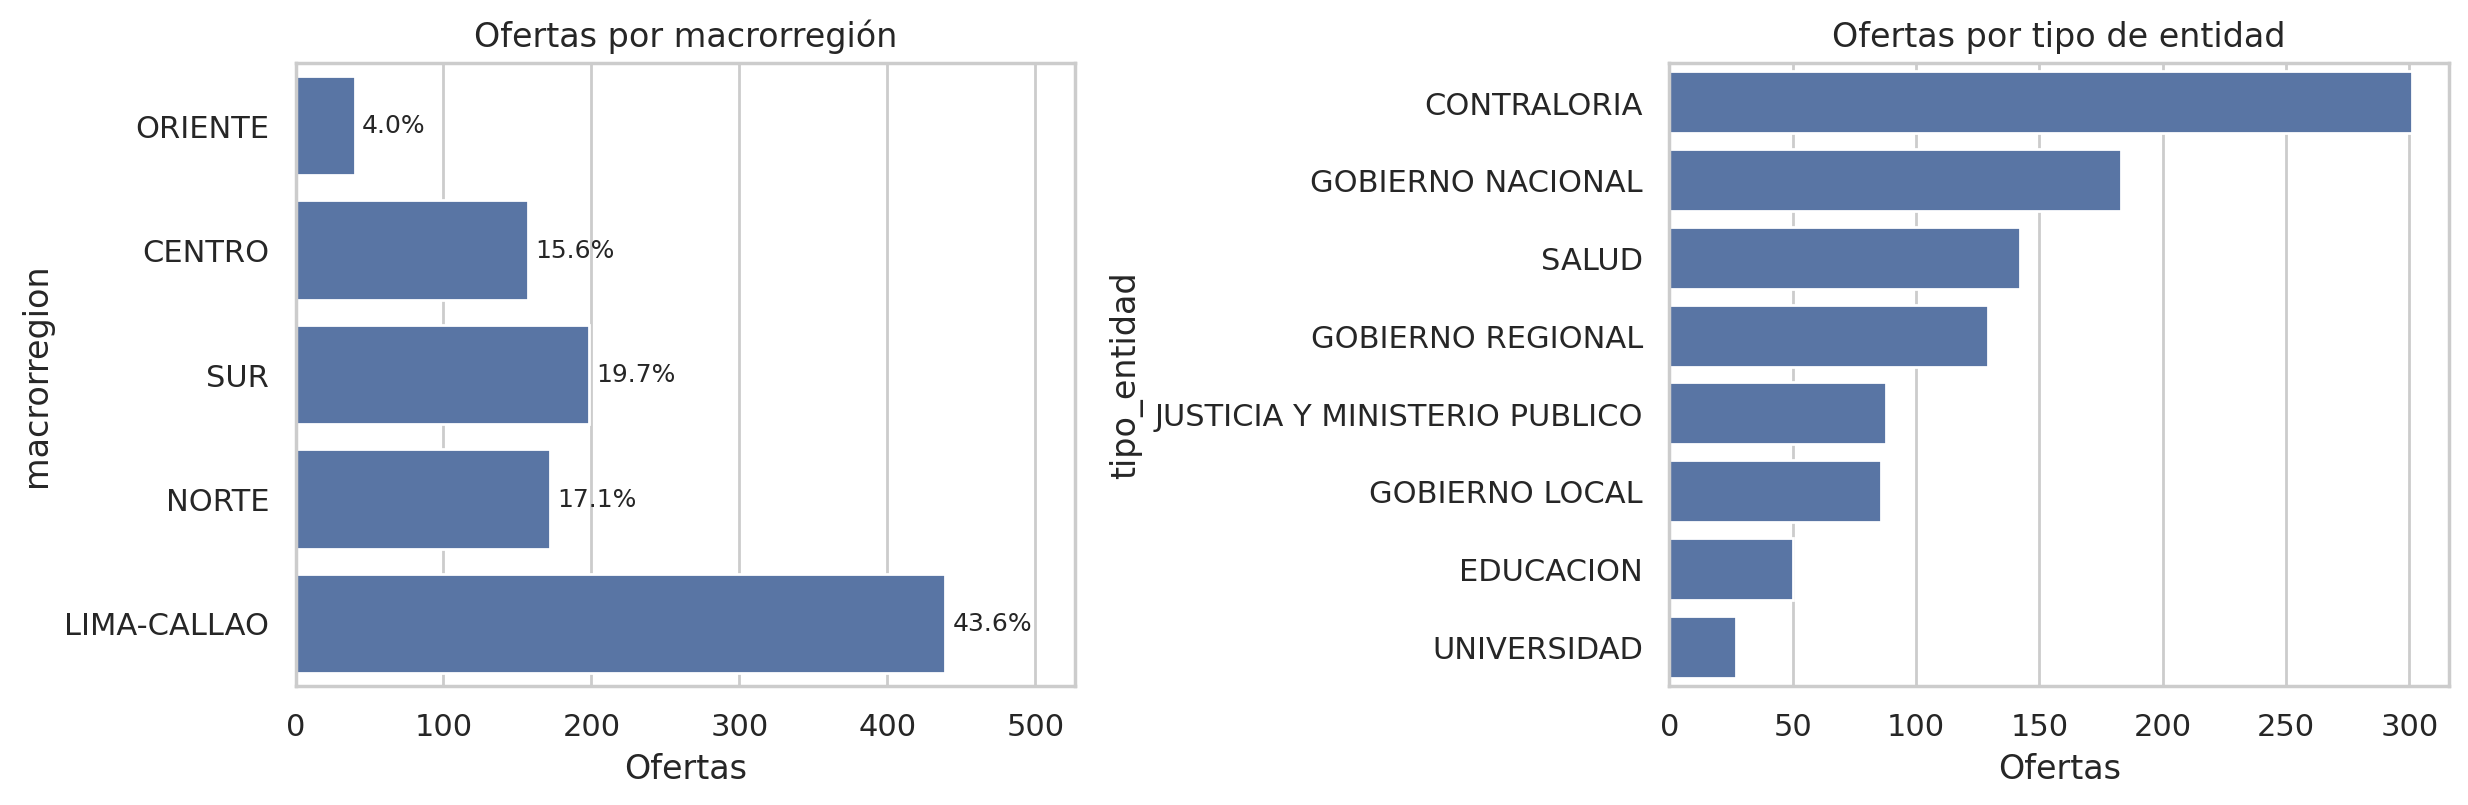 Ofertas por macrorregión
macrorregion
ORIENTE
4.0%
CENTRO
15.6%
SUR
19.7%
NORTE
17.1%
LIMA-CALLAO
43.6%
0 100 200 300 400 500
Ofertas
Ofertas por tipo de entidad
tipo_entidad
CONTRALORIA
GOBIERNO NACIONAL
SALUD
GOBIERNO REGIONAL
JUSTICIA Y MINISTERIO PUBLICO
GOBIERNO LOCAL
EDUCACION
UNIVERSIDAD
0 50 100 150 200 250 300
Ofertas